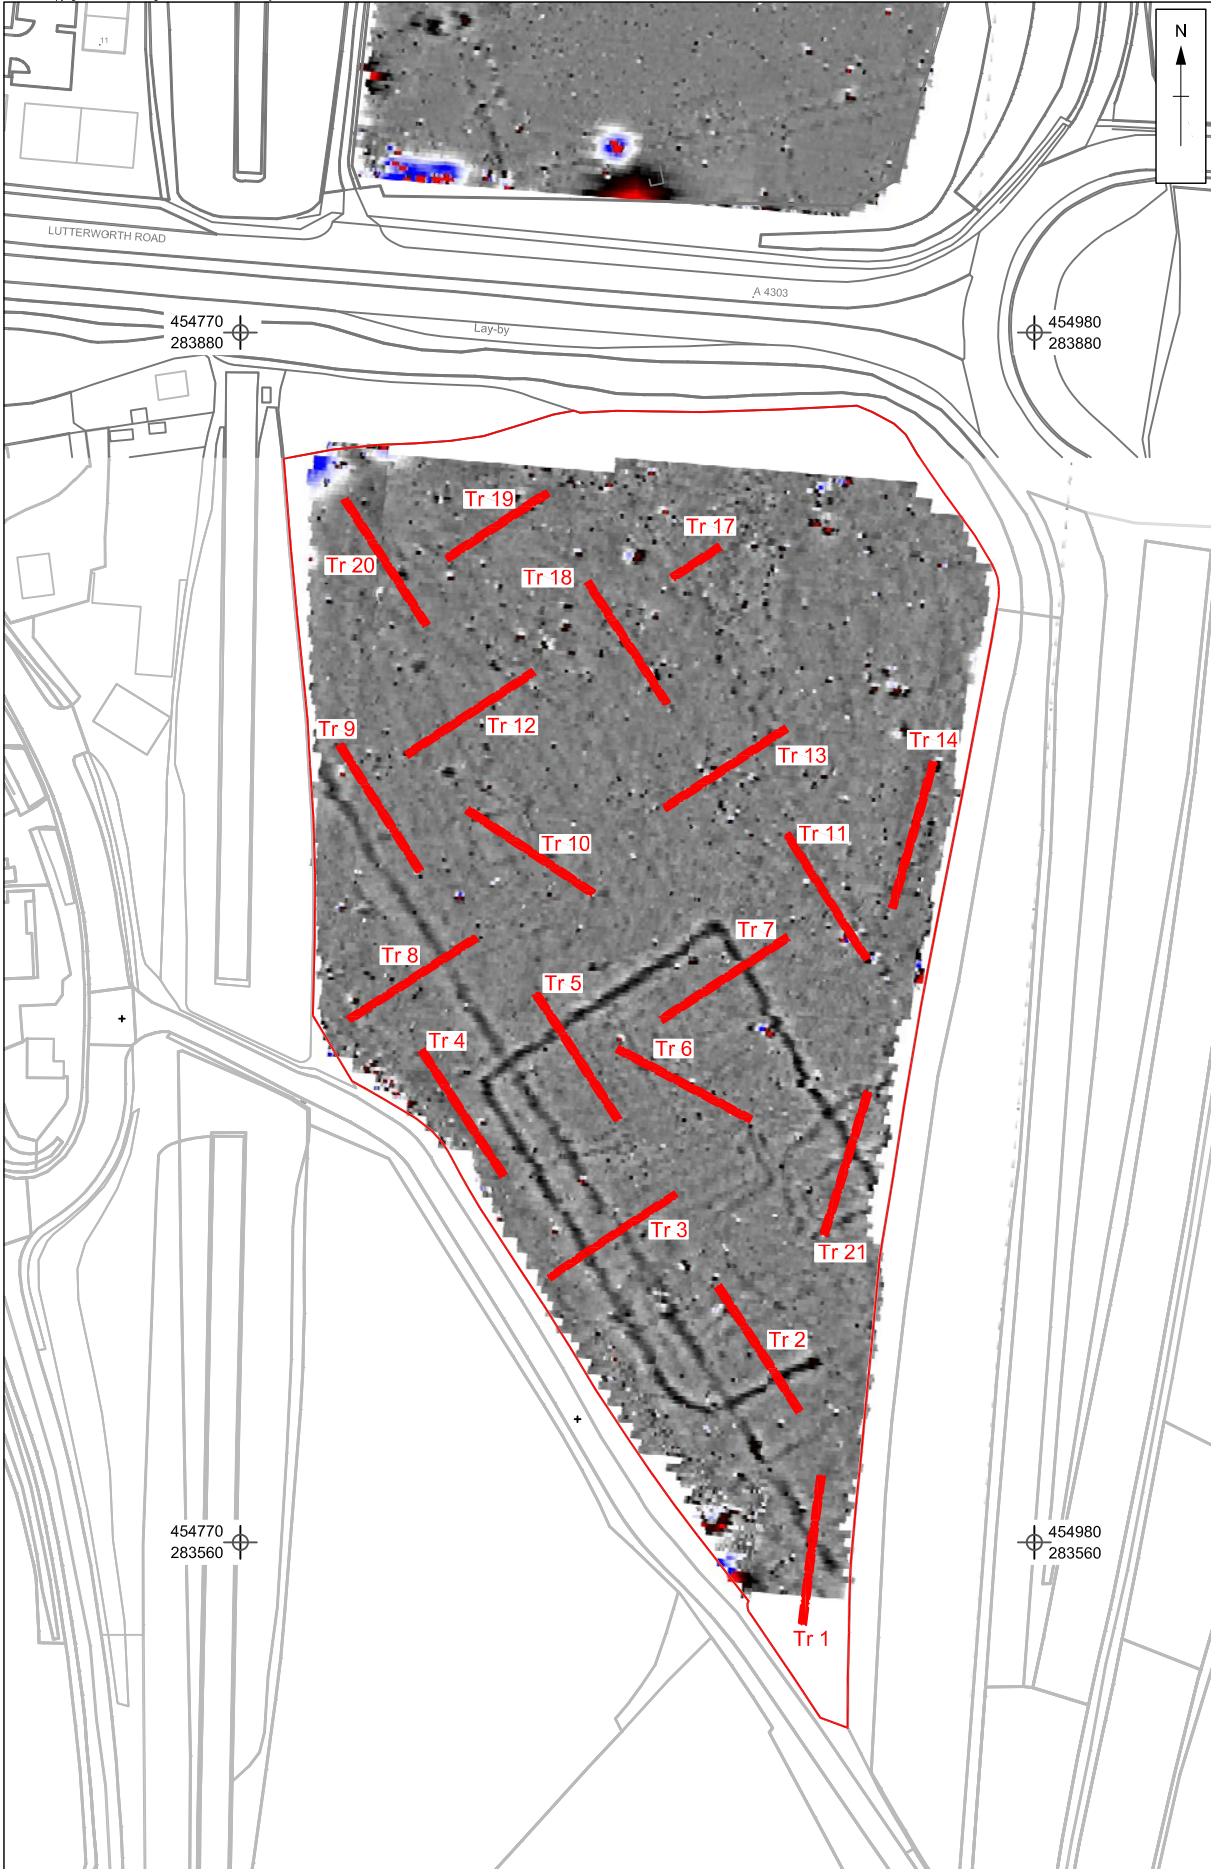 N
11
LUTTERWORTH ROAD
A 4303
Lay-by
454770
283880
454980
283880
Tr 19
Tr 17
Tr 20
Tr 18
Tr 12
Tr 9
Tr 13
Tr 14
Tr 11
Tr 10
Tr 7
Tr 8
Tr 5
Tr 4
Tr 6
Tr 3
Tr 21
Tr 2
454770
283560
454980
283560
Tr 1